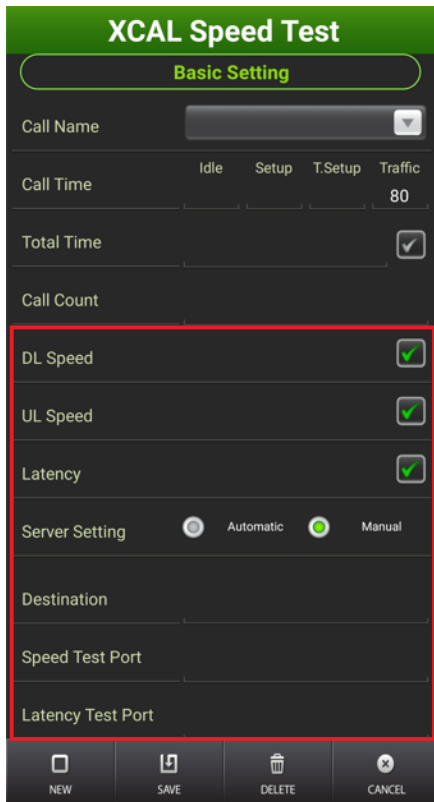 XCAL Speed Test
Basic Setting
Call Name
Idle Setup T.Setup Traffic
Call Time 80
Total Time
Call Count
DL Speed
UL Speed
Latency
Server Setting Automatic Manual
Destination
Speed Test Port
Latency Test Port
NEW SAVE DELETE CANCEL